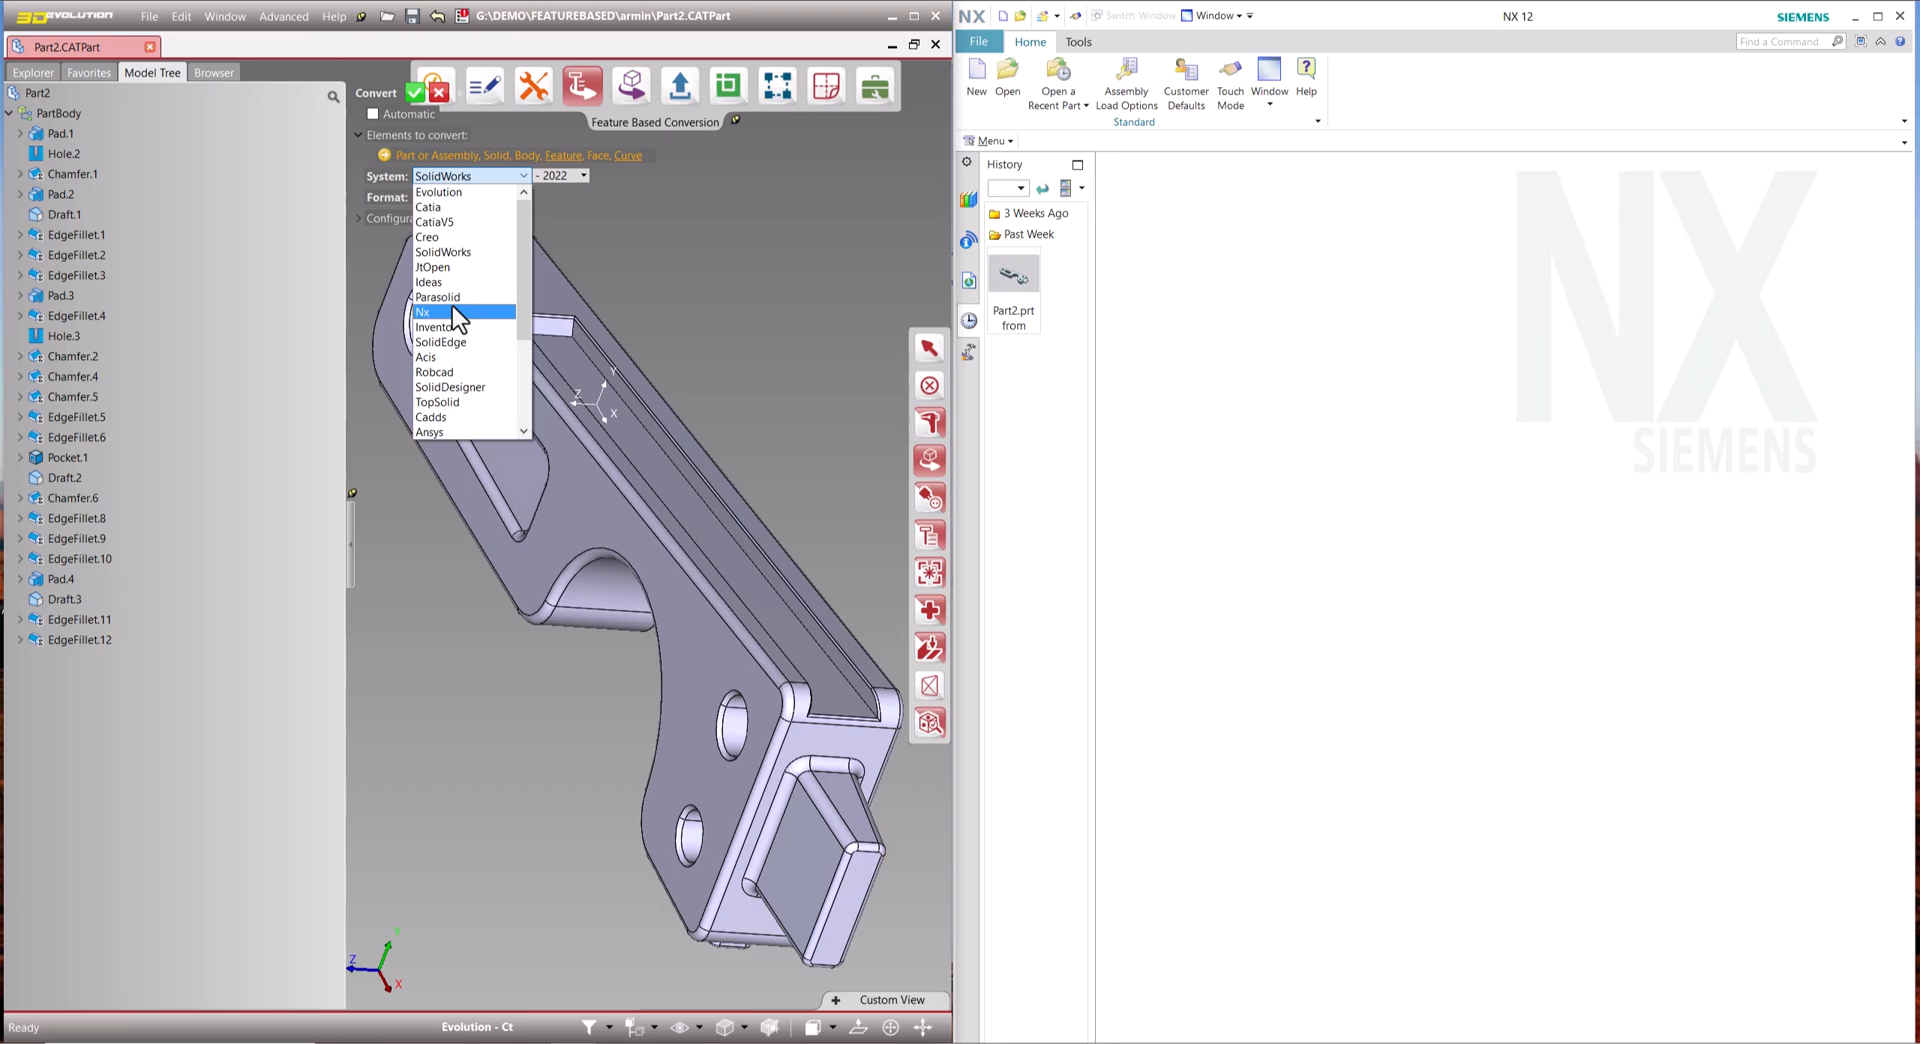 3DEVOLUTION File Edit Window Advanced Help G:\DEMO\FEATUREBASED\armin\Part2.CATPart
Part2.CATPart
Explorer Favorites Model Tree Browser
Part2
PartBody
Pad.1
Hole.2
Chamfer.1
Pad.2
Draft.1
EdgeFillet.1
EdgeFillet.2
EdgeFillet.3
Pad.3
EdgeFillet.4
Hole.3
Chamfer.2
Chamfer.4
Chamfer.5
EdgeFillet.5
EdgeFillet.6
Pocket.1
Draft.2
Chamfer.6
EdgeFillet.8
EdgeFillet.9
EdgeFillet.10
Pad.4
Draft.3
EdgeFillet.11
EdgeFillet.12
Convert
Automatic
Feature Based Conversion
Elements to convert:
Part or Assembly, Solid, Body, Feature, Face, Curve
System: SolidWorks - 2022
Format:
Evolution
Catia
CatiaV5
Creo
SolidWorks
JtOpen
Ideas
Parasolid
Nx
SolidEdge
Acis
Robcad
SolidDesigner
TopSolid
Cadds
Ansys
Y
Z
X
Y
Z
X
+ Custom View
Ready
Evolution - Ct
NX Switch Window Window NX 12 SIEMENS
File Home Tools Find a Command
New Open Open a Recent Part Assembly Load Options Customer Defaults Touch Mode Window Help
Standard
Menu
History
3 Weeks Ago
Past Week
Part2.prt
from
NX
SIEMENS